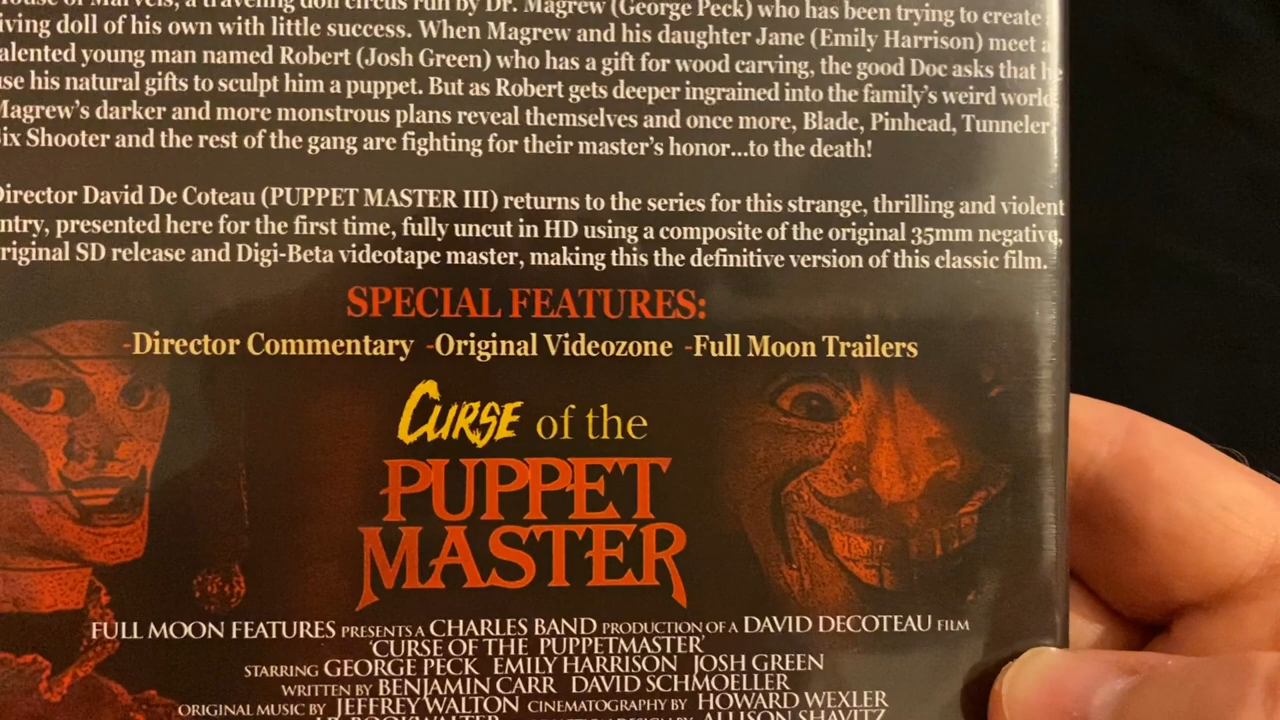 House of Marvels, a traveling doll circus run by Dr. Magrew (George Peck) who has been trying to create
living doll of his own with little success. When Magrew and his daughter Jane (Emily Harrison) meet a
talented young man named Robert (Josh Green) who has a gift for wood carving, the good Doc asks that he
use his natural gifts to sculpt him a puppet. But as Robert gets deeper ingrained into the family's weird world,
Magrew's darker and more monstrous plans reveal themselves and once more, Blade, Pinhead, Tunneler,
Six Shooter and the rest of the gang are fighting for their master's honor...to the death!
Director David De Coteau (PUPPET MASTER III) returns to the series for this strange, thrilling and violent
entry, presented here for the first time, fully uncut in HD using a composite of the original 35mm negative,
original SD release and Digi-Beta videotape master, making this the definitive version of this classic film.
SPECIAL FEATURES:
-Director Commentary -Original Videozone -Full Moon Trailers
CURSE of the
PUPPET
MASTER
FULL MOON FEATURES PRESENTS A CHARLES BAND PRODUCTION OF A DAVID DECOTEAU FILM
'CURSE OF THE PUPPETMASTER'
STARRING GEORGE PECK EMILY HARRISON JOSH GREEN
WRITTEN BY BENJAMIN CARR DAVID SCHMOELLER
ORIGINAL MUSIC BY JEFFREY WALTON CINEMATOGRAPHY BY HOWARD WEXLER
J.R. BOOKWALTER PRODUCTION DESIGN BY ALLISON SHAVITZ